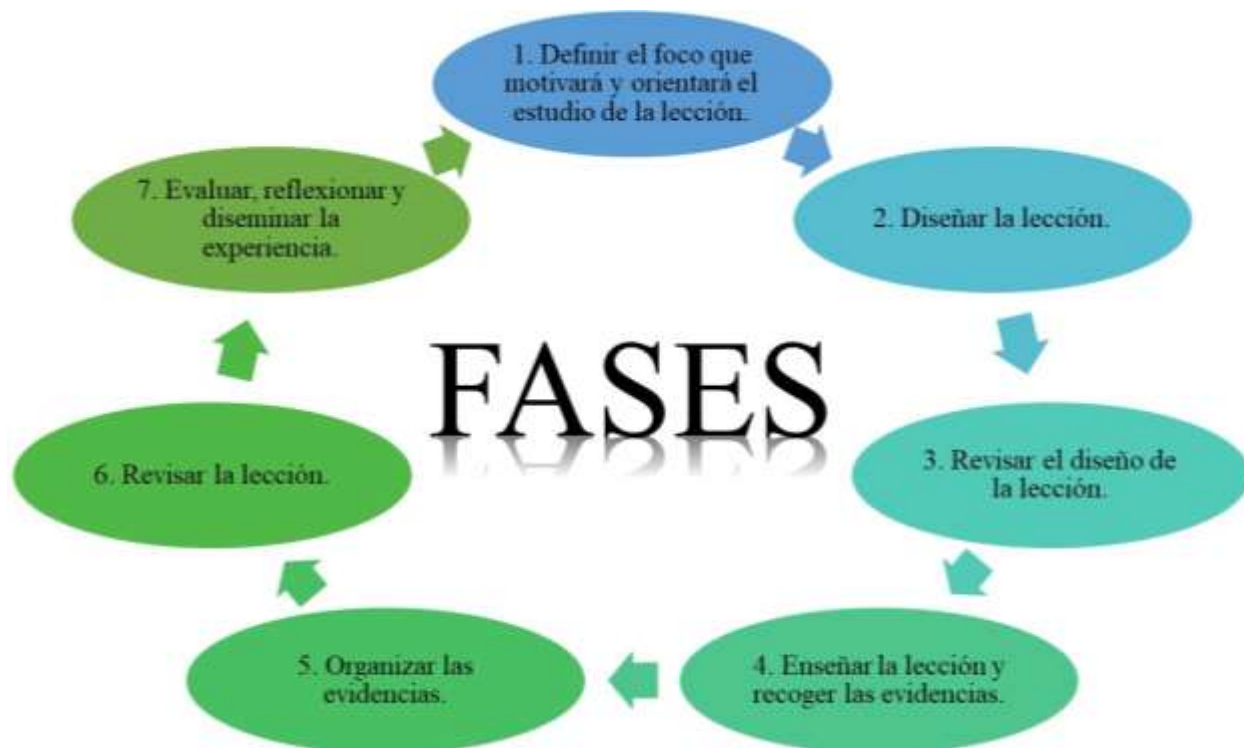 1. Definir el foco que
motivará y orientará el
estudio de la lección.
2. Diseñar la lección.
3. Revisar el diseño de
la lección.
4. Enseñar la lección y
recoger las evidencias.
5. Organizar las
evidencias.
6. Revisar la lección.
7. Evaluar, reflexionar y
diseminar la
experiencia.
FASES